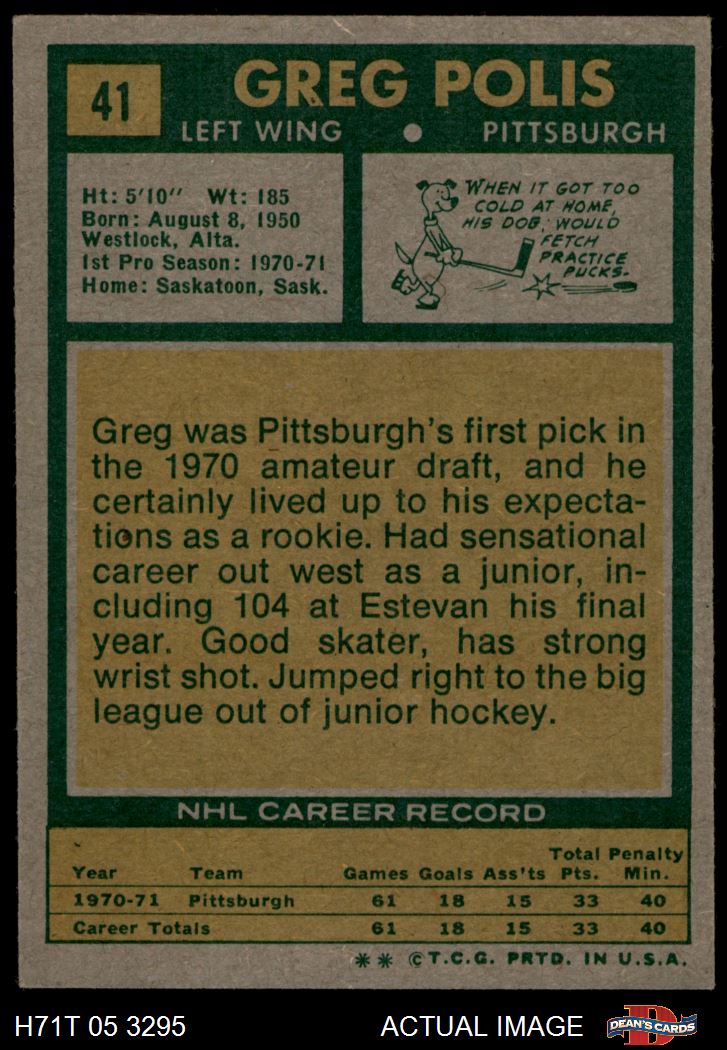 41
GREG POLIS
LEFT WING ● PITTSBURGH
Ht: 5'10" Wt: 185
Born: August 8, 1950
Westlock, Alta.
1st Pro Season: 1970-71
Home: Saskatoon, Sask.
WHEN IT GOT TOO
COLD AT HOME,
HIS DOG, WOULD
FETCH
PRACTICE
PUCKS.
Greg was Pittsburgh's first pick in
the 1970 amateur draft, and he
certainly lived up to his expecta-
tions as a rookie. Had sensational
career out west as a junior, in-
cluding 104 at Estevan his final
year. Good skater, has strong
wrist shot. Jumped right to the big
league out of junior hockey.
NHL CAREER RECORD
Total Penalty
Year Team Games Goals Ass'ts Pts. Min.
1970-71 Pittsburgh 61 18 15 33 40
Career Totals 61 18 15 33 40
** © T.C.G. PRTD. IN U.S.A.
H71T 05 3295 ACTUAL IMAGE DEAN'S CARDS